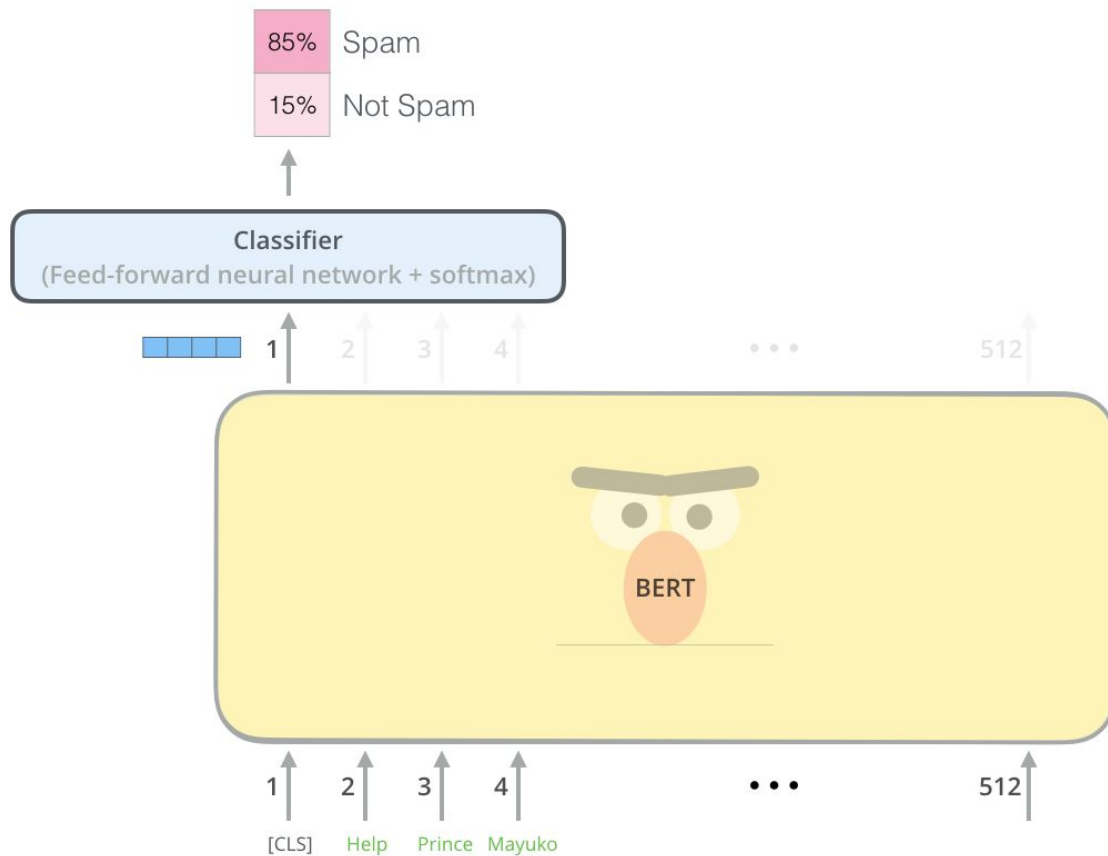 85% Spam
15% Not Spam
Classifier
(Feed-forward neural network + softmax)
1 2 3 4 • • • 512
BERT
1 2 3 4 • • • 512
[CLS] Help Prince Mayuko